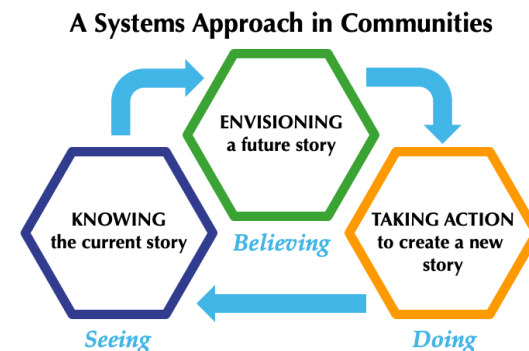 A Systems Approach in Communities
ENVISIONING
a future story
Believing
KNOWING
the current story
Seeing
TAKING ACTION
to create a new
story
Doing